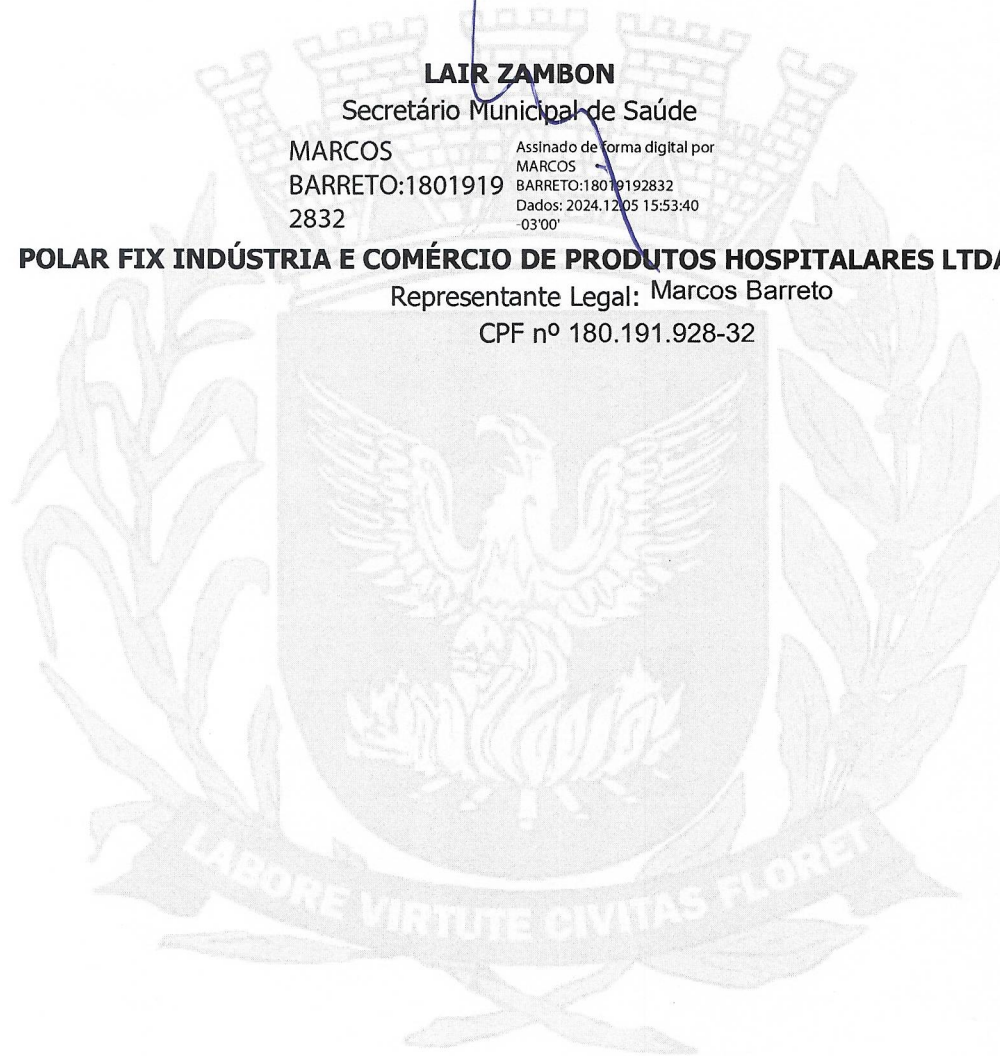 LAIR ZAMBON
Secretário Municipal de Saúde
MARCOS
BARRETO:1801919
2832
Assinado de forma digital por
MARCOS
BARRETO:18019192832
Dados: 2024.12.05 15:53:40
-03'00'
POLAR FIX INDÚSTRIA E COMÉRCIO DE PRODUTOS HOSPITALARES LTDA
Representante Legal: Marcos Barreto
CPF nº 180.191.928-32
LABORE VIRTUTE CIVITAS FLORET